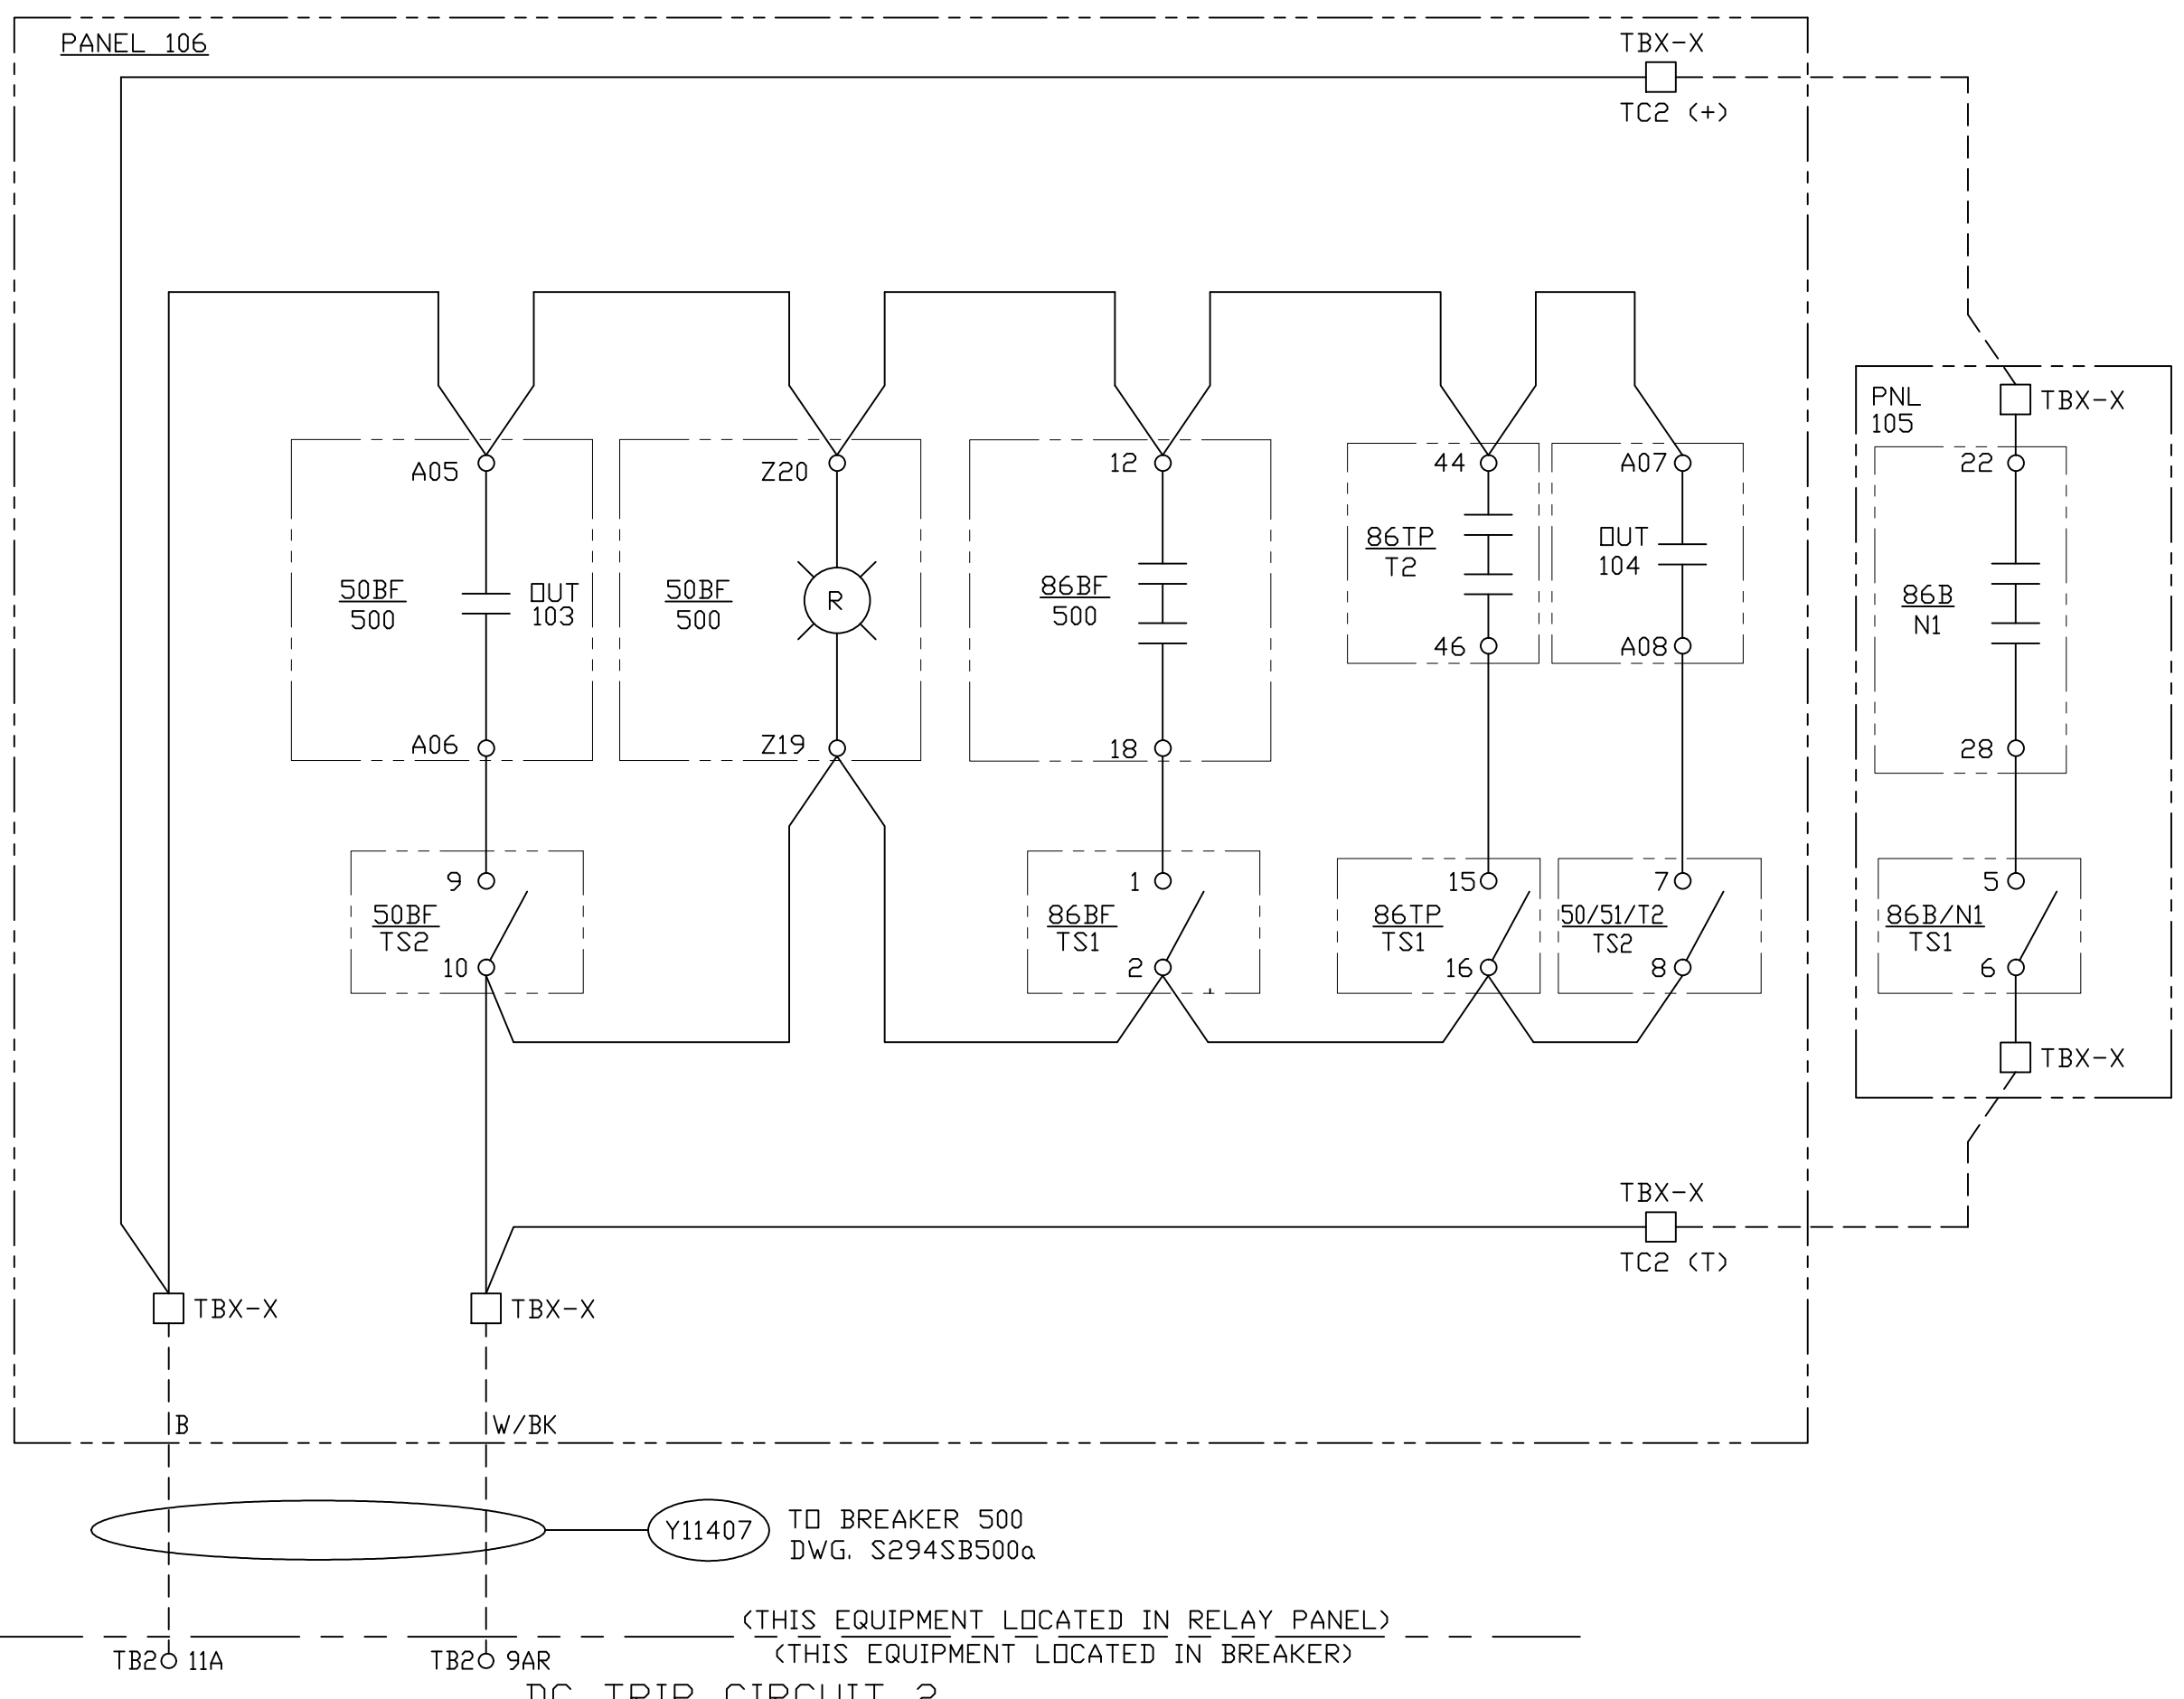 PANEL 106
TBX-X
TC2 (+)
PNL
105
TBX-X
A05
Z20
12
44
A07
22
50BF
500
OUT
103
50BF
500
R
86BF
500
86TP
T2
OUT
104
86B
N1
46
A08
A06
Z19
18
28
9
50BF
TS2
10
1
86BF
TS1
2
15
86TP
TS1
16
7
50/51/T2
TS2
8
5
86B/N1
TS1
6
TBX-X
TBX-X
TC2 (T)
TBX-X
TBX-X
B
W/BK
Y11407
TO BREAKER 500
DWG. S294SB500a
(THIS EQUIPMENT LOCATED IN RELAY PANEL)
(THIS EQUIPMENT LOCATED IN BREAKER)
TB2 11A
TB2 9AR
DC TRIP CIRCUIT 2